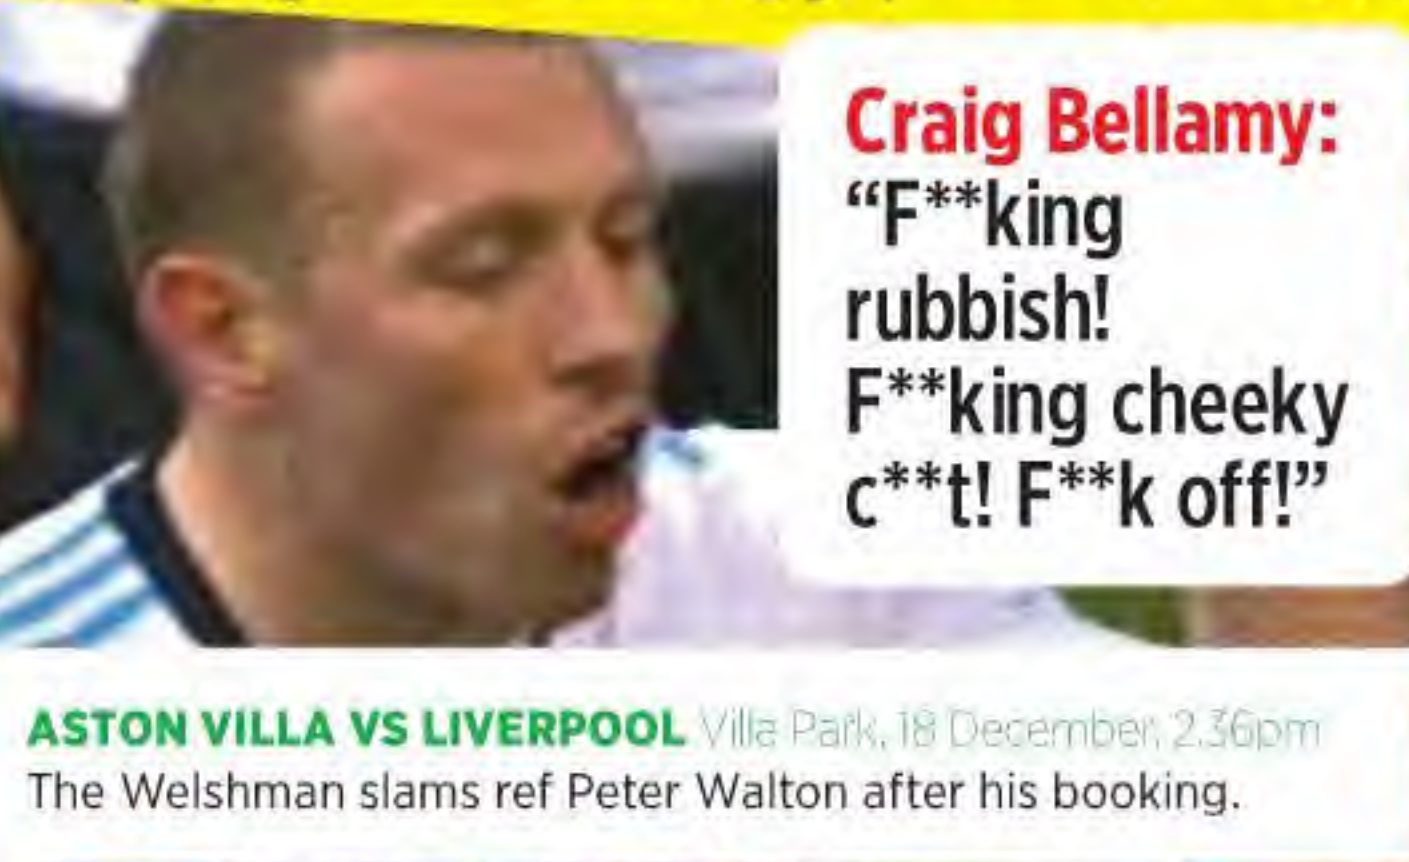 Craig Bellamy:
“F**king
rubbish!
F**king cheeky
c**t! F**k off!”
ASTON VILLA VS LIVERPOOL Villa Park, 18 December, 2.36pm
The Welshman slams ref Peter Walton after his booking.